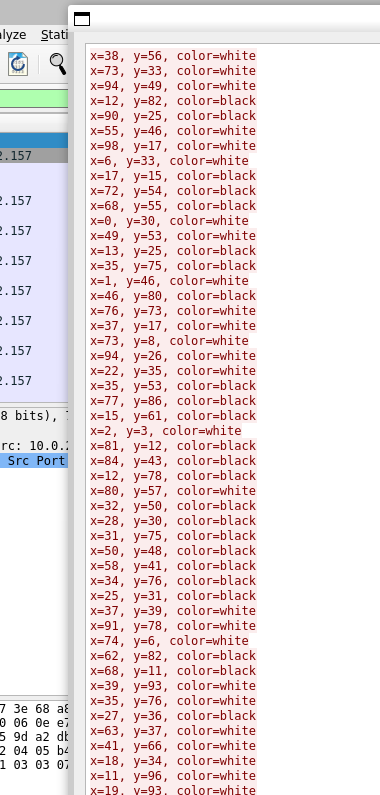 alyze Stati
2.157
2.157
2.157
2.157
2.157
2.157
2.157
8 bits), 
rc: 10.0.2
Src Port
7 3e 68 a8
0 06 0e e7
5 9d a2 db
2 04 05 b4
1 03 03 07
x=38, y=56, color=white
x=73, y=33, color=white
x=94, y=49, color=white
x=12, y=82, color=black
x=90, y=25, color=black
x=55, y=46, color=white
x=98, y=17, color=white
x=6, y=33, color=white
x=17, y=15, color=black
x=72, y=54, color=black
x=68, y=55, color=black
x=0, y=30, color=white
x=49, y=53, color=white
x=13, y=25, color=black
x=35, y=75, color=black
x=1, y=46, color=white
x=46, y=80, color=black
x=76, y=73, color=white
x=37, y=17, color=white
x=73, y=8, color=white
x=94, y=26, color=white
x=22, y=35, color=white
x=35, y=53, color=black
x=77, y=86, color=black
x=15, y=61, color=black
x=2, y=3, color=white
x=81, y=12, color=black
x=84, y=43, color=black
x=12, y=78, color=black
x=80, y=57, color=white
x=32, y=50, color=black
x=28, y=30, color=black
x=31, y=75, color=black
x=50, y=48, color=black
x=58, y=41, color=black
x=34, y=76, color=black
x=25, y=31, color=black
x=37, y=39, color=white
x=91, y=78, color=white
x=74, y=6, color=white
x=62, y=82, color=black
x=68, y=11, color=black
x=39, y=93, color=white
x=35, y=76, color=white
x=27, y=36, color=black
x=63, y=37, color=white
x=41, y=66, color=white
x=18, y=34, color=white
x=11, y=96, color=white
x=19, y=93, color=white